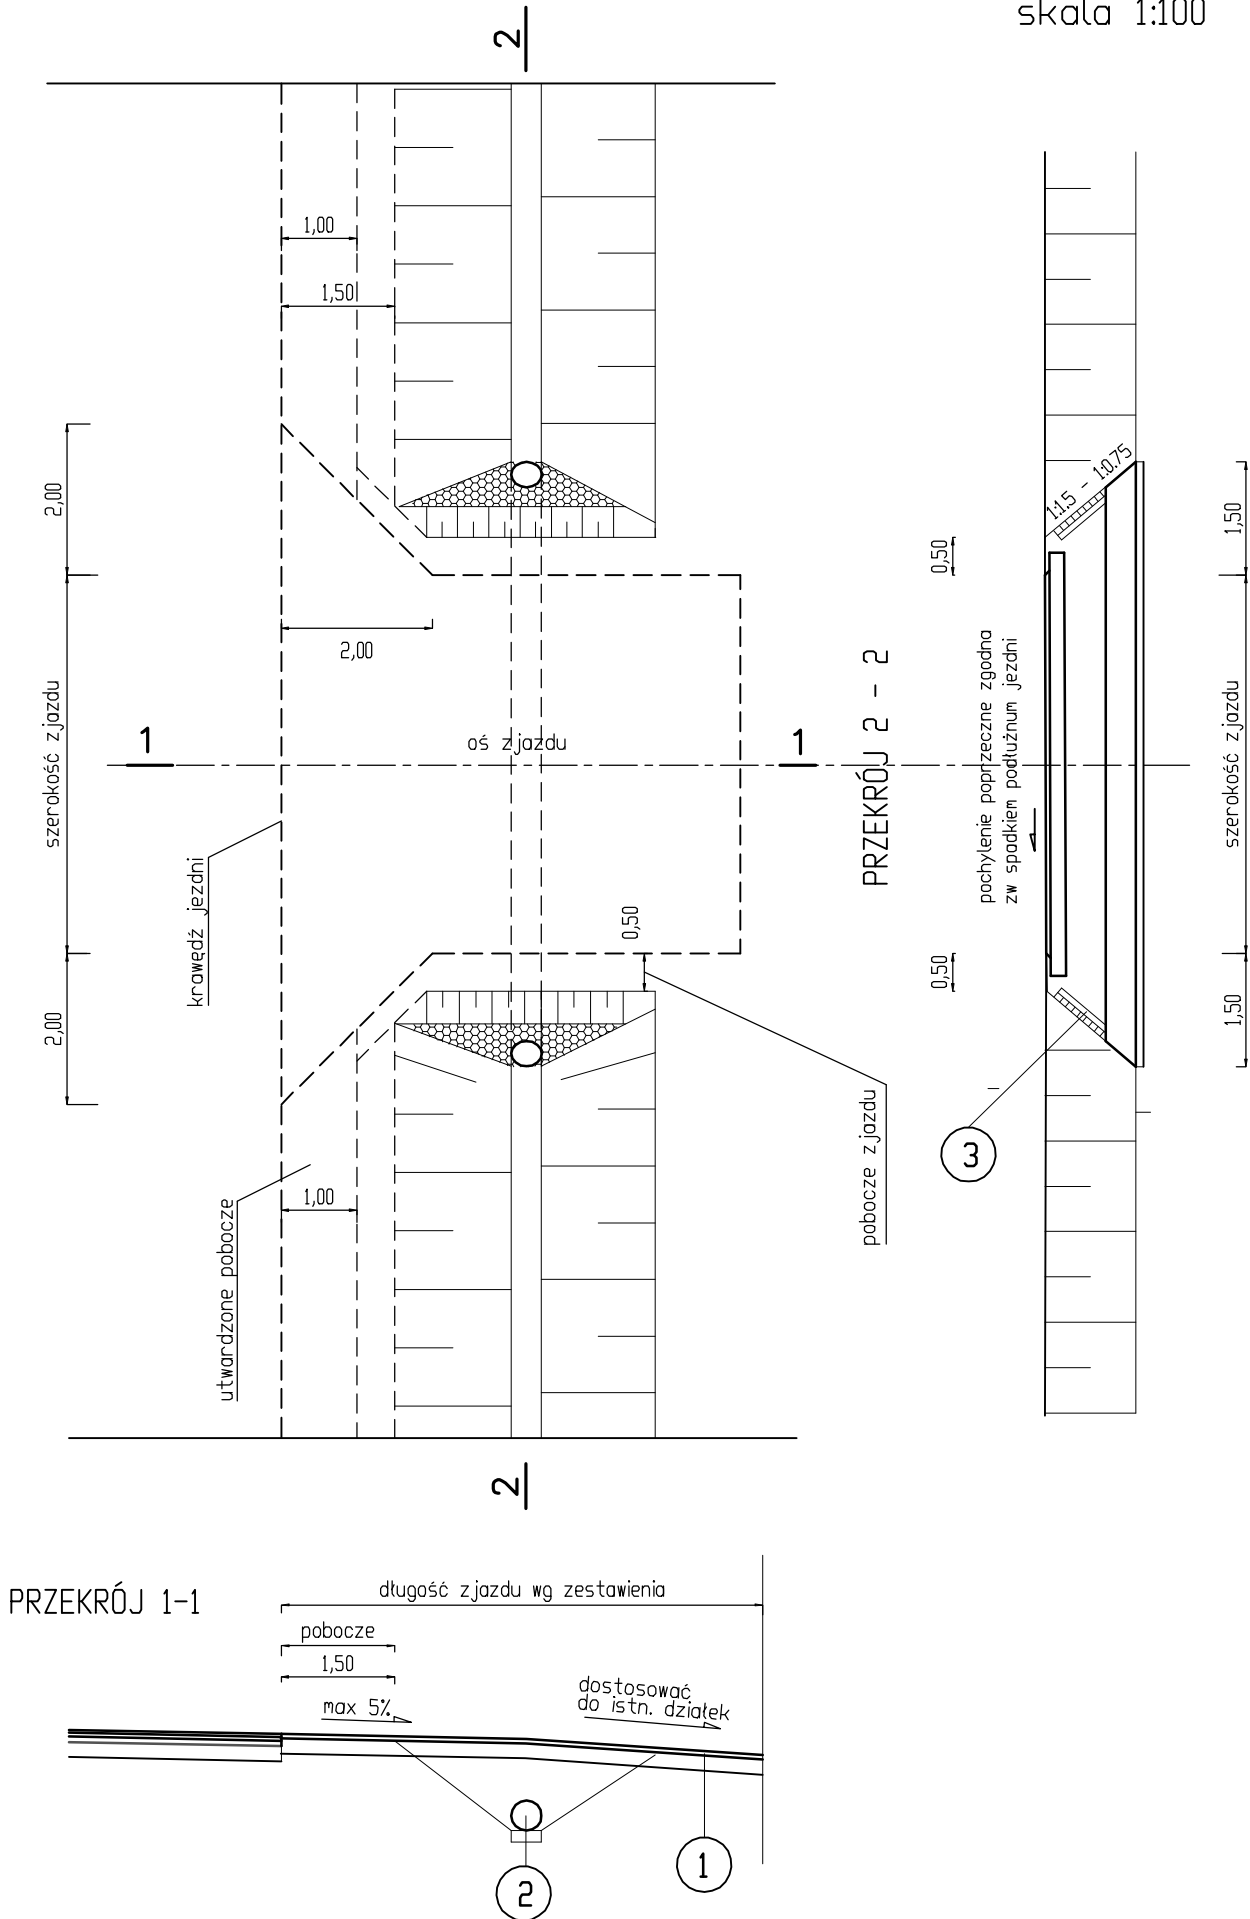 skala 1:100
2
1,00
1,50
2,00
szerokość zjazdu
2,00
2,00
oś zjazdu
1
1
krawędź jezdni
0,50
utwardzone pobocze
1,00
pobocze zjazdu
2
PRZEKRÓJ 2 - 2
pochylenie poprzeczne zgodna
zw spadkiem podłużnum jezdni
1:1.5 - 1:0.75
0,50
0,50
1,50
szerokość zjazdu
1,50
3
PRZEKRÓJ 1-1
długość zjazdu wg zestawienia
pobocze
1,50
max 5%
dostosować
do istn. działek
2
1